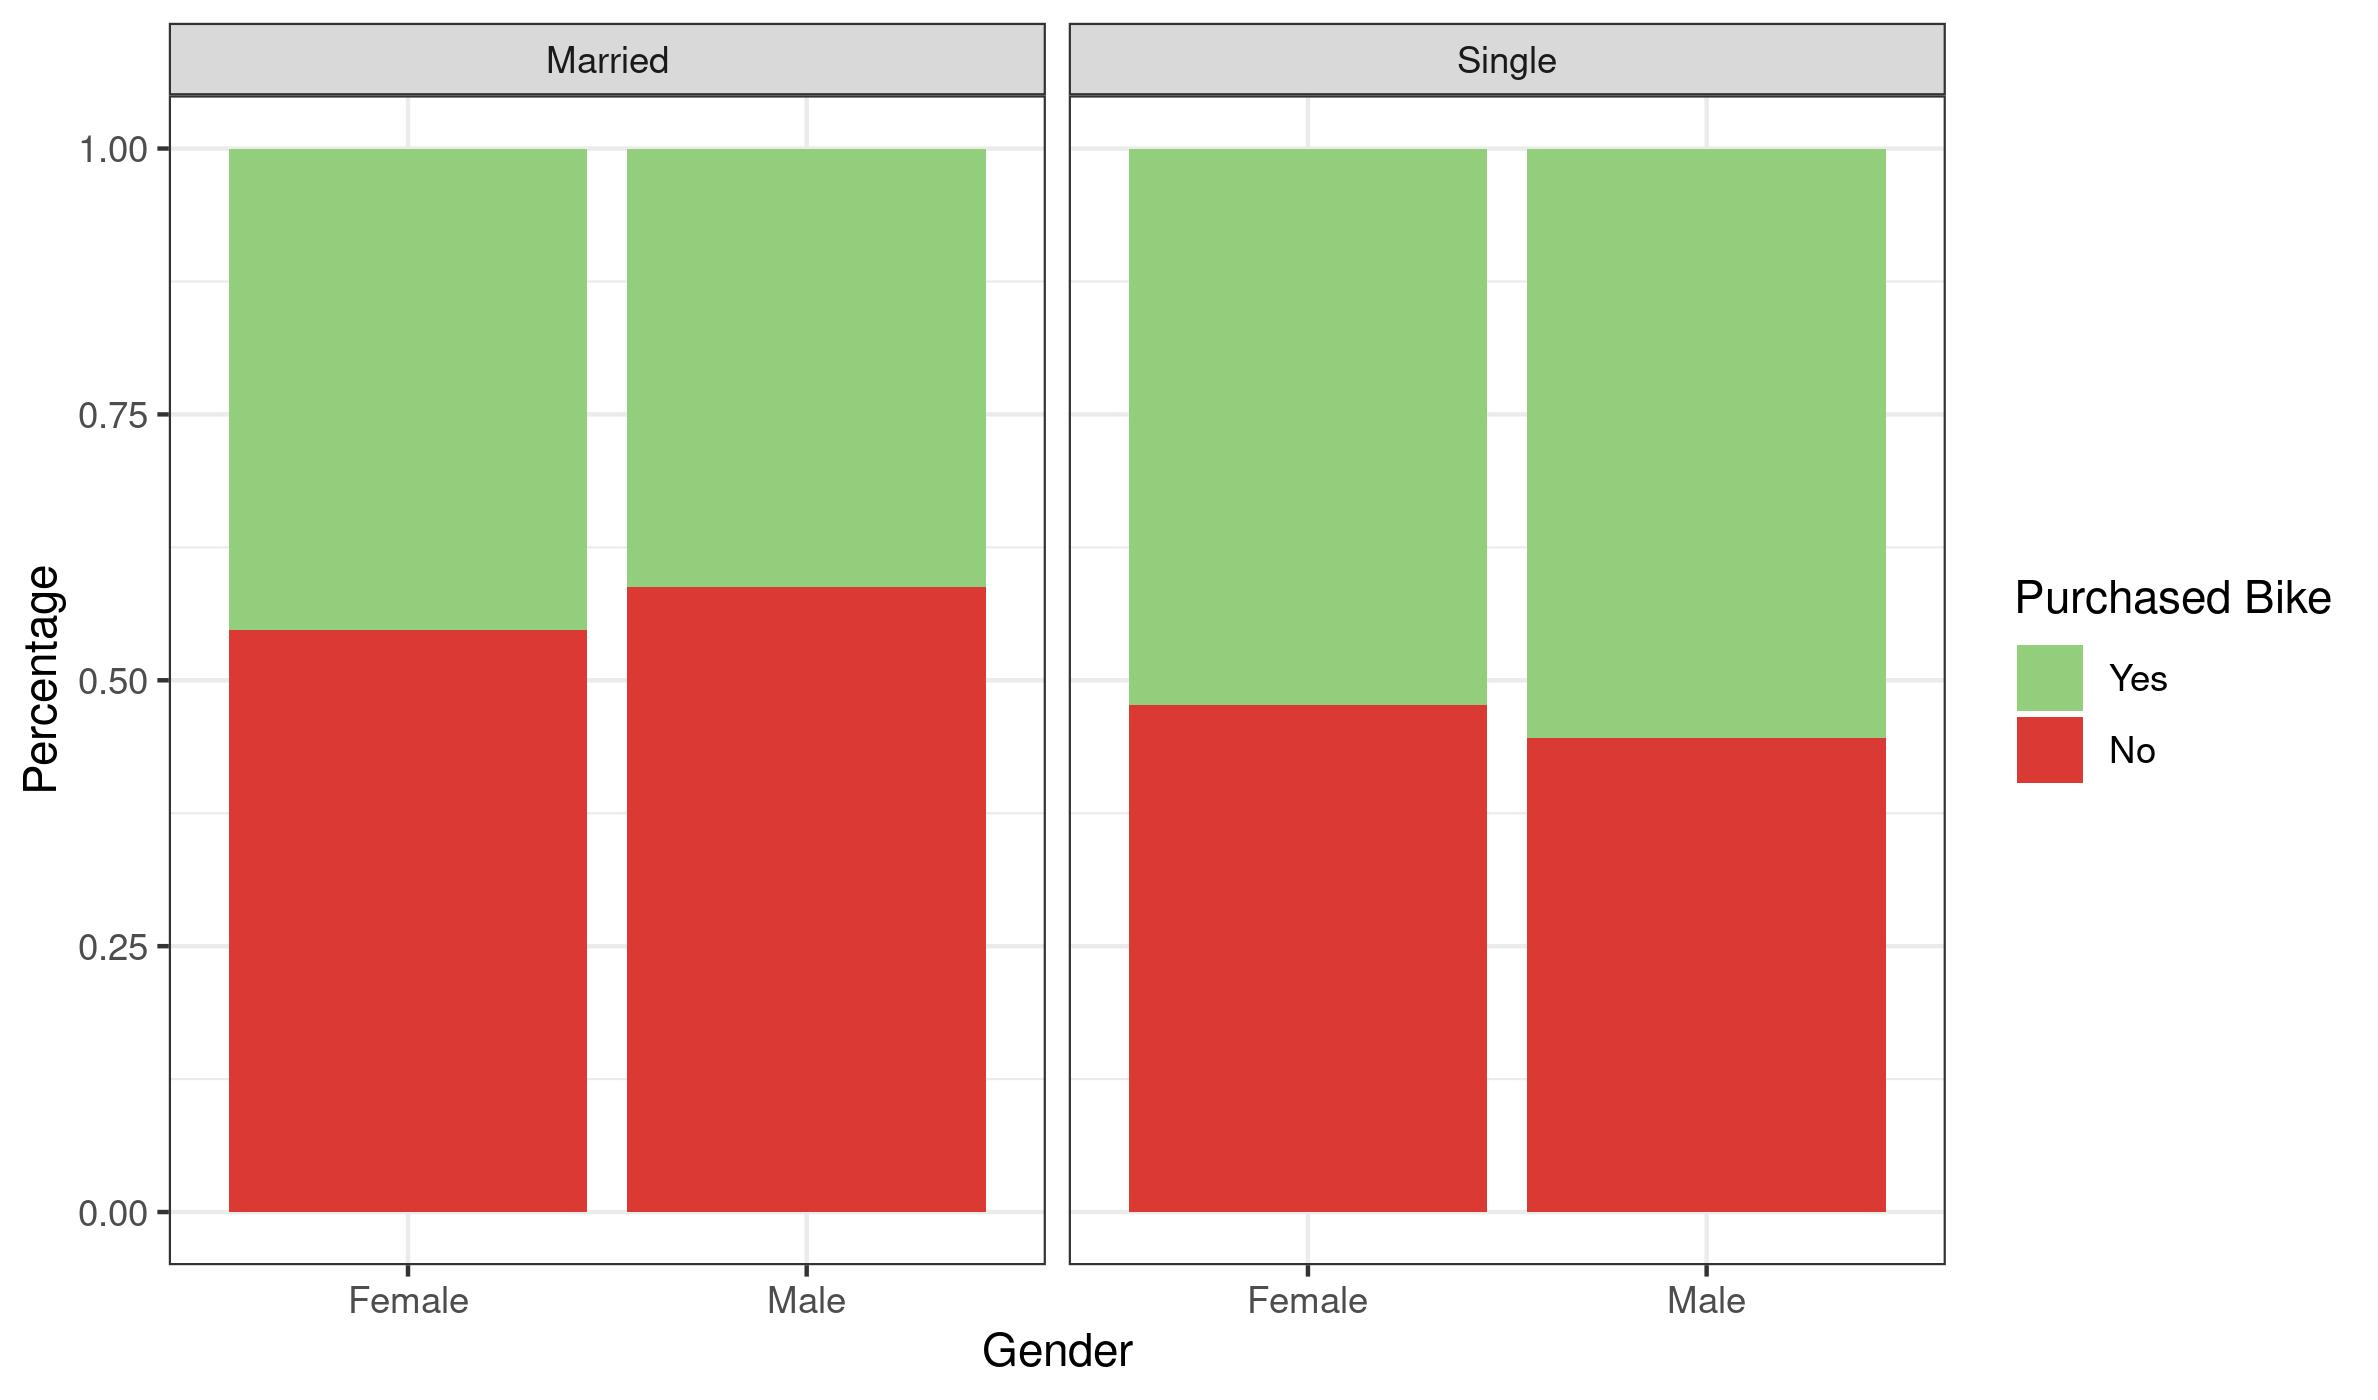 Married
Single
1.00
0.75
0.50
0.25
0.00
Percentage
Female
Male
Female
Male
Gender
Purchased Bike
Yes
No